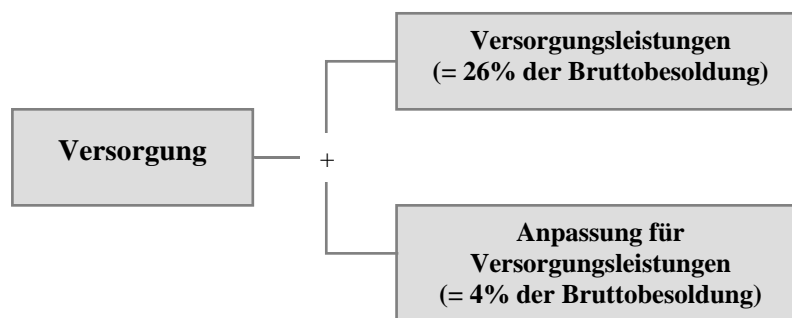 Versorgungsleistungen
(= 26% der Bruttobesoldung)
Versorgung
+
Anpassung für
Versorgungsleistungen
(= 4% der Bruttobesoldung)